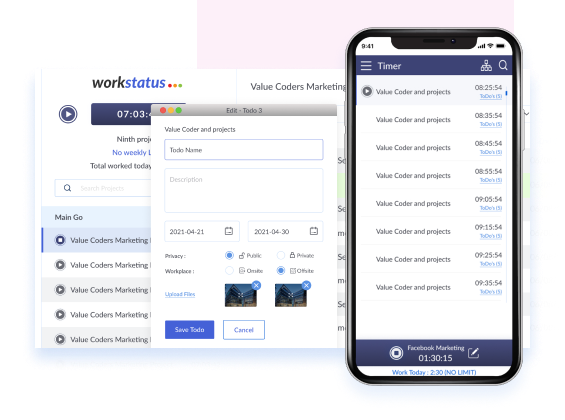 workstatus
07:03:
Ninth
No weekly
Total worked today
Search Projects
Main Go
Value Coders Marketing
Value Coders Marketing
Value Coders Marketing
Value Coders Marketing
Value Coders Marketing
Value Coders Marketing
Edit - Todo 3
Value Coder and projects
Todo Name
Description
2021-04-21
2021-04-30
Privacy :
Public
Private
Workplace :
Onsite
Offsite
Upload Files
Save Todo
Cancel
9:41
Timer
Value Coder and projects
08:25:54
ToDo's (5)
Value Coder and projects
08:35:54
ToDo's (5)
Value Coder and projects
08:45:54
ToDo's (5)
Value Coder and projects
08:55:54
ToDo's (5)
Value Coder and projects
09:05:54
ToDo's (5)
Value Coder and projects
09:15:54
ToDo's (5)
Value Coder and projects
09:25:54
ToDo's (5)
Value Coder and projects
09:35:54
ToDo's (5)
Facebook Marketing
01:30:15
Work Today : 2:30 (NO LIMIT)